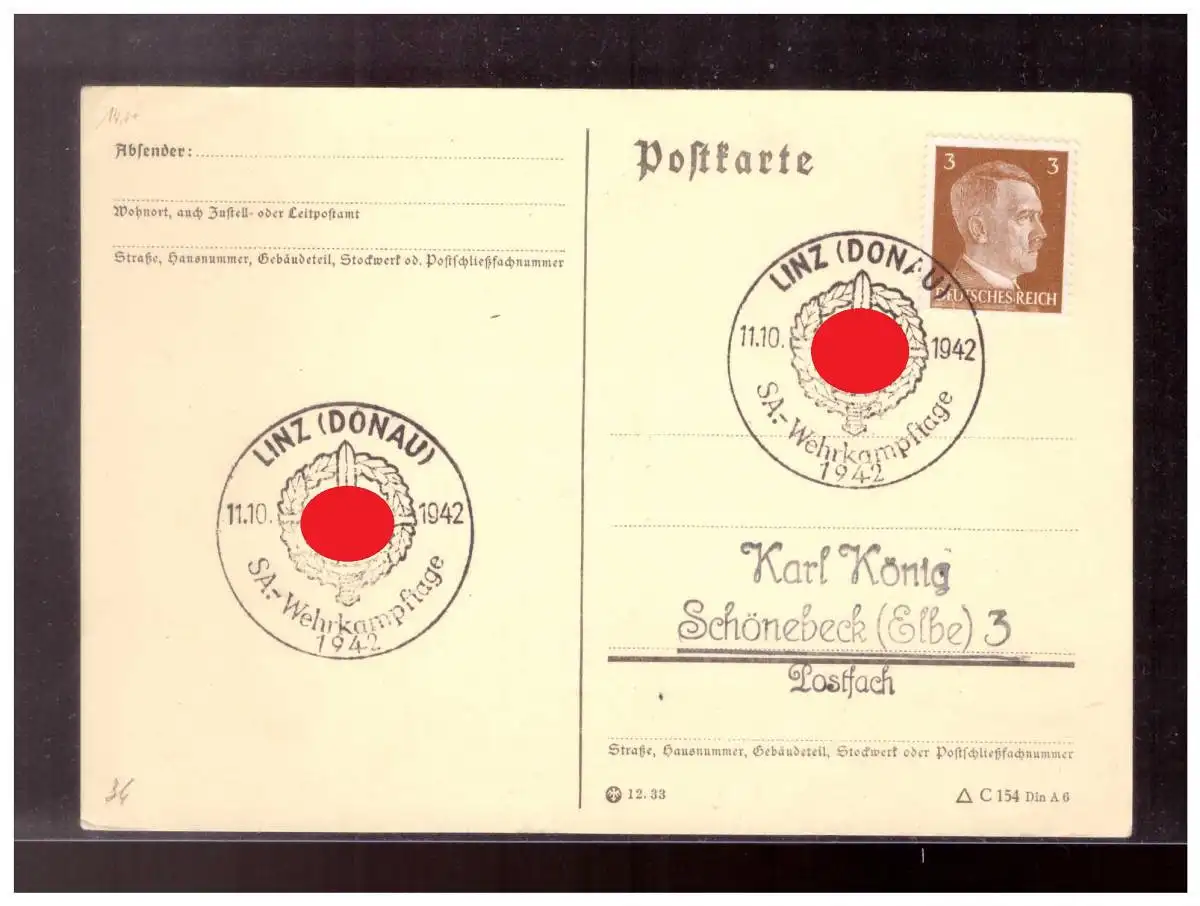 14,00
Absender:
Wohnort, auch Zustell- oder Leitpostamt
Straße, Hausnummer, Gebäudeteil, Stockwerk od. Postschließfachnummer
LINZ (DONAU)
11.10. 1942
SA.-Wehrkampftage
1942
36
Postkarte
3 3
DEUTSCHES REICH
LINZ (DONAU)
11.10. 1942
SA.-Wehrkampftage
1942
Karl König
Schönebeck (Elbe) 3
Postfach
Straße, Hausnummer, Gebäudeteil, Stockwerk oder Postschließfachnummer
12.33
C 154 Din A 6